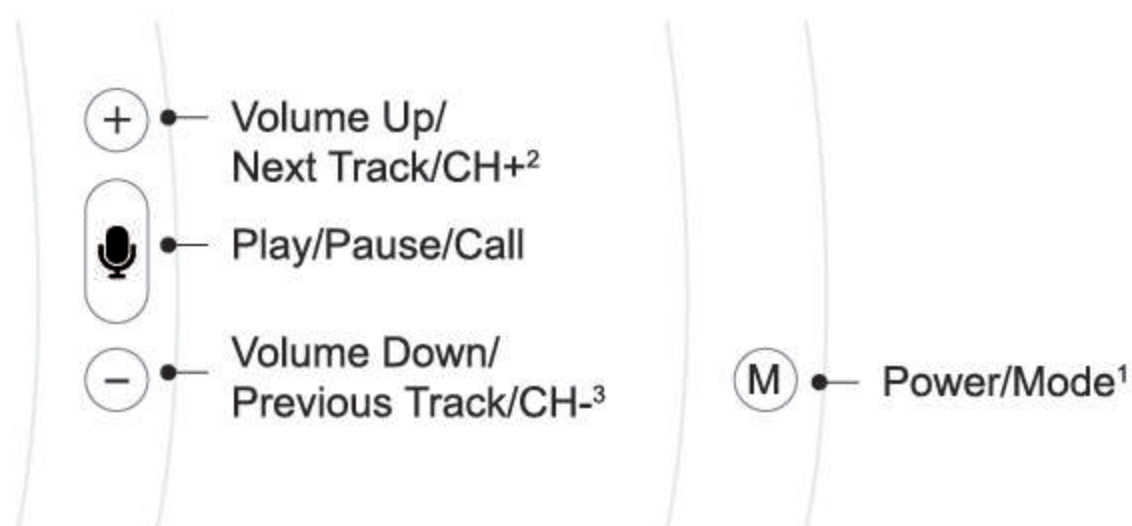 Volume Up/
Next Track/CH+²
Play/Pause/Call
Volume Down/
Previous Track/CH-³
M
Power/Mode¹